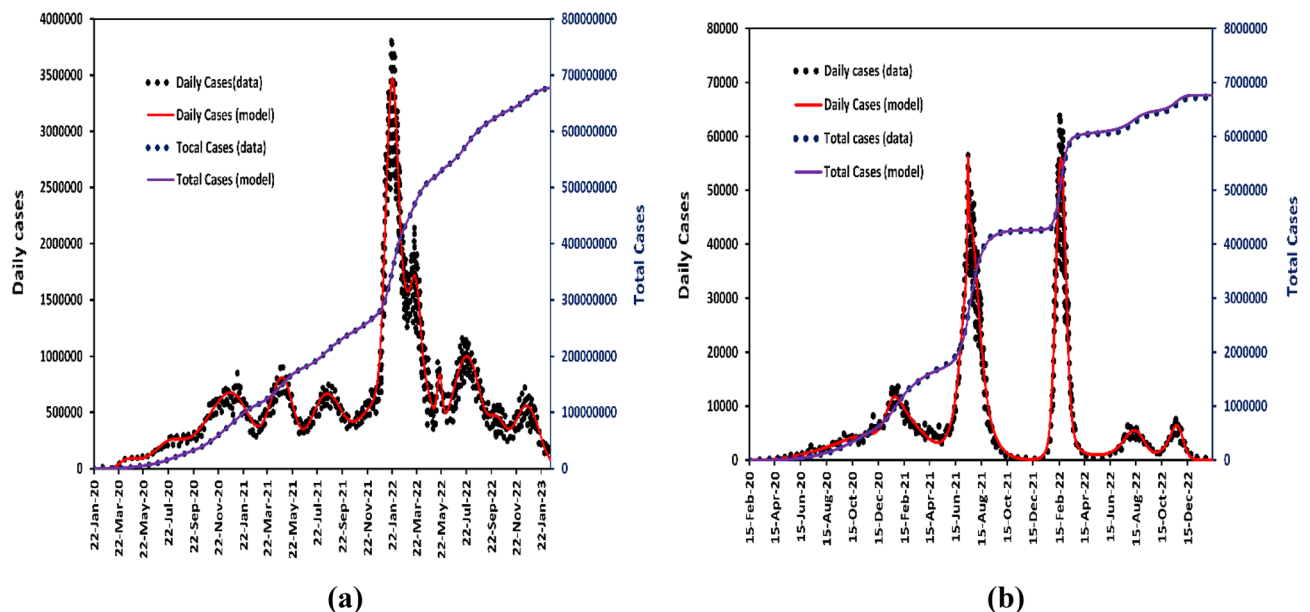 4000000
3500000
3000000
2500000
2000000
1500000
1000000
500000
0
Daily cases
800000000
700000000
600000000
500000000
400000000
300000000
200000000
100000000
0
Total Cases
Daily Cases(data)
Daily Cases (model)
Tocal Cases (data)
Total Cases (model)
22-Jan-20
22-Mar-20
22-May-20
22-Jul-20
22-Sep-20
22-Nov-20
22-Jan-21
22-Mar-21
22-May-21
22-Jul-21
22-Sep-21
22-Nov-21
22-Jan-22
22-Mar-22
22-May-22
22-Jul-22
22-Sep-22
22-Nov-22
22-Jan-23
(a)
80000
70000
60000
50000
40000
30000
20000
10000
0
Daily Cases
8000000
7000000
6000000
5000000
4000000
3000000
2000000
1000000
0
Total Cases
Daily cases (data)
Daily Cases (model)
Total cases (data)
Total Cases (model)
15-Feb-20
15-Apr-20
15-Jun-20
15-Aug-20
15-Oct-20
15-Dec-20
15-Feb-21
15-Apr-21
15-Jun-21
15-Aug-21
15-Oct-21
15-Dec-21
15-Feb-22
15-Apr-22
15-Jun-22
15-Aug-22
15-Oct-22
15-Dec-22
(b)